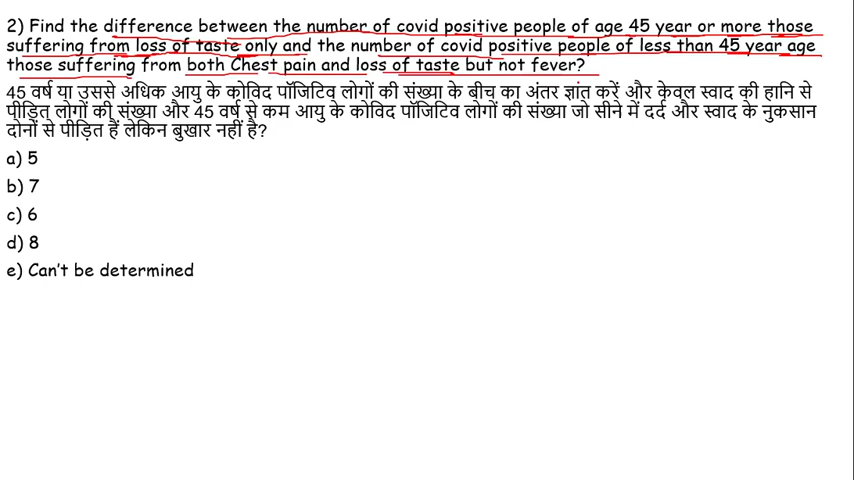 2) Find the difference between the number of covid positive people of age 45 year or more those
suffering from loss of taste only and the number of covid positive people of less than 45 year age
those suffering from both Chest pain and loss of taste but not fever?
45 वर्ष या उससे अधिक आयु के कोविद पॉजिटिव लोगों की संख्या के बीच का अंतर ज्ञांत करें और केवल स्वाद की हानि से
पीड़ित लोगों की संख्या और 45 वर्ष से कम आयु के कोविद पॉजिटिव लोगों की संख्या जो सीने में दर्द और स्वाद के नुकसान
दोनों से पीड़ित हैं लेकिन बुखार नहीं है?
a) 5
b) 7
c) 6
d) 8
e) Can't be determined